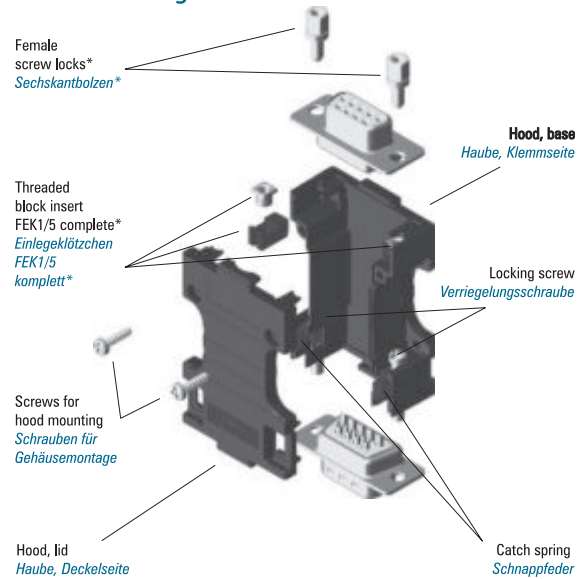 Female
screw locks*
Sechskantbolzen*
Hood, base
Haube, Klemmseite
Threaded
block insert
FEK1/5 complete*
Einlegeklötzchen
FEK1/5
komplett*
Locking screw
Verriegelungsschraube
Screws for
hood mounting
Schrauben für
Gehäusemontage
Hood, lid
Haube, Deckelseite
Catch spring
Schnappfeder